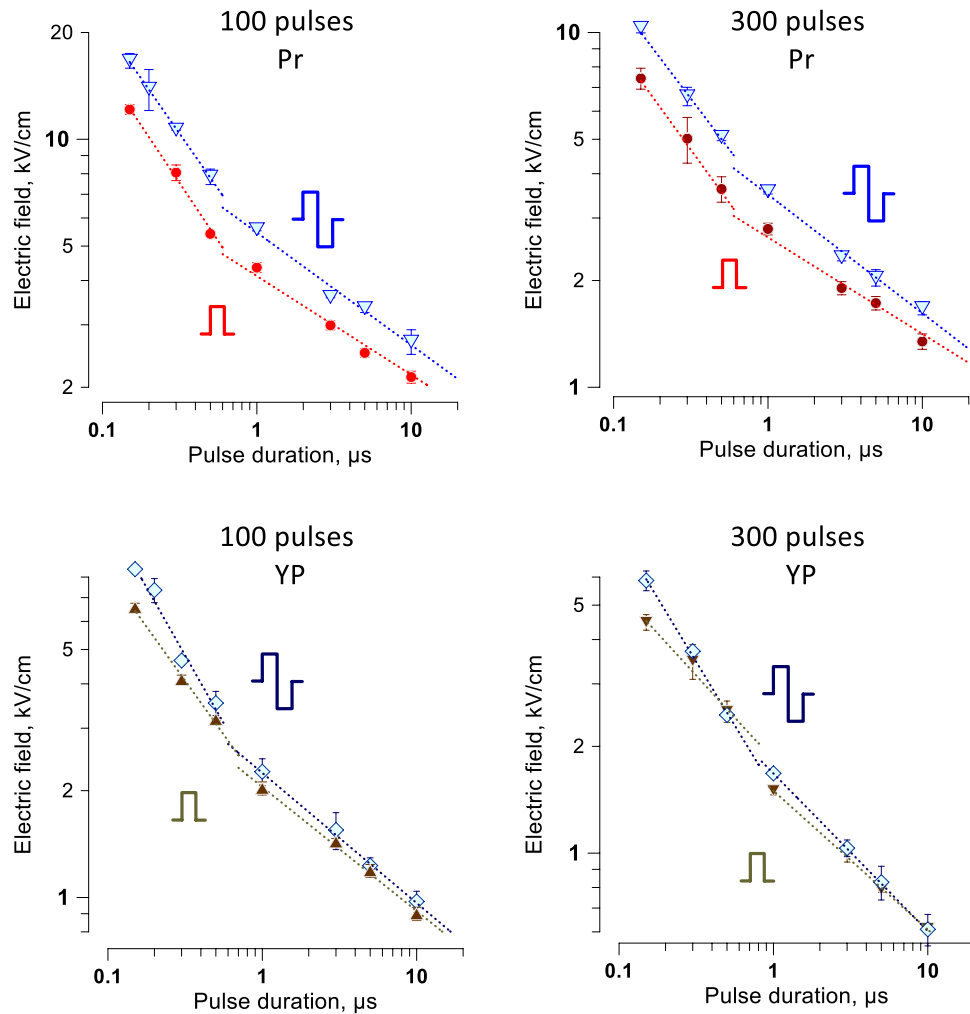 100 pulses
Pr
20
10
5
2
Electric field, kV/cm
0.1
1
10
Pulse duration, µs
300 pulses
Pr
10
5
2
1
Electric field, kV/cm
0.1
1
10
Pulse duration, µs
100 pulses
YP
5
2
1
Electric field, kV/cm
0.1
1
10
Pulse duration, µs
300 pulses
YP
5
2
1
Electric field, kV/cm
0.1
1
10
Pulse duration, µs